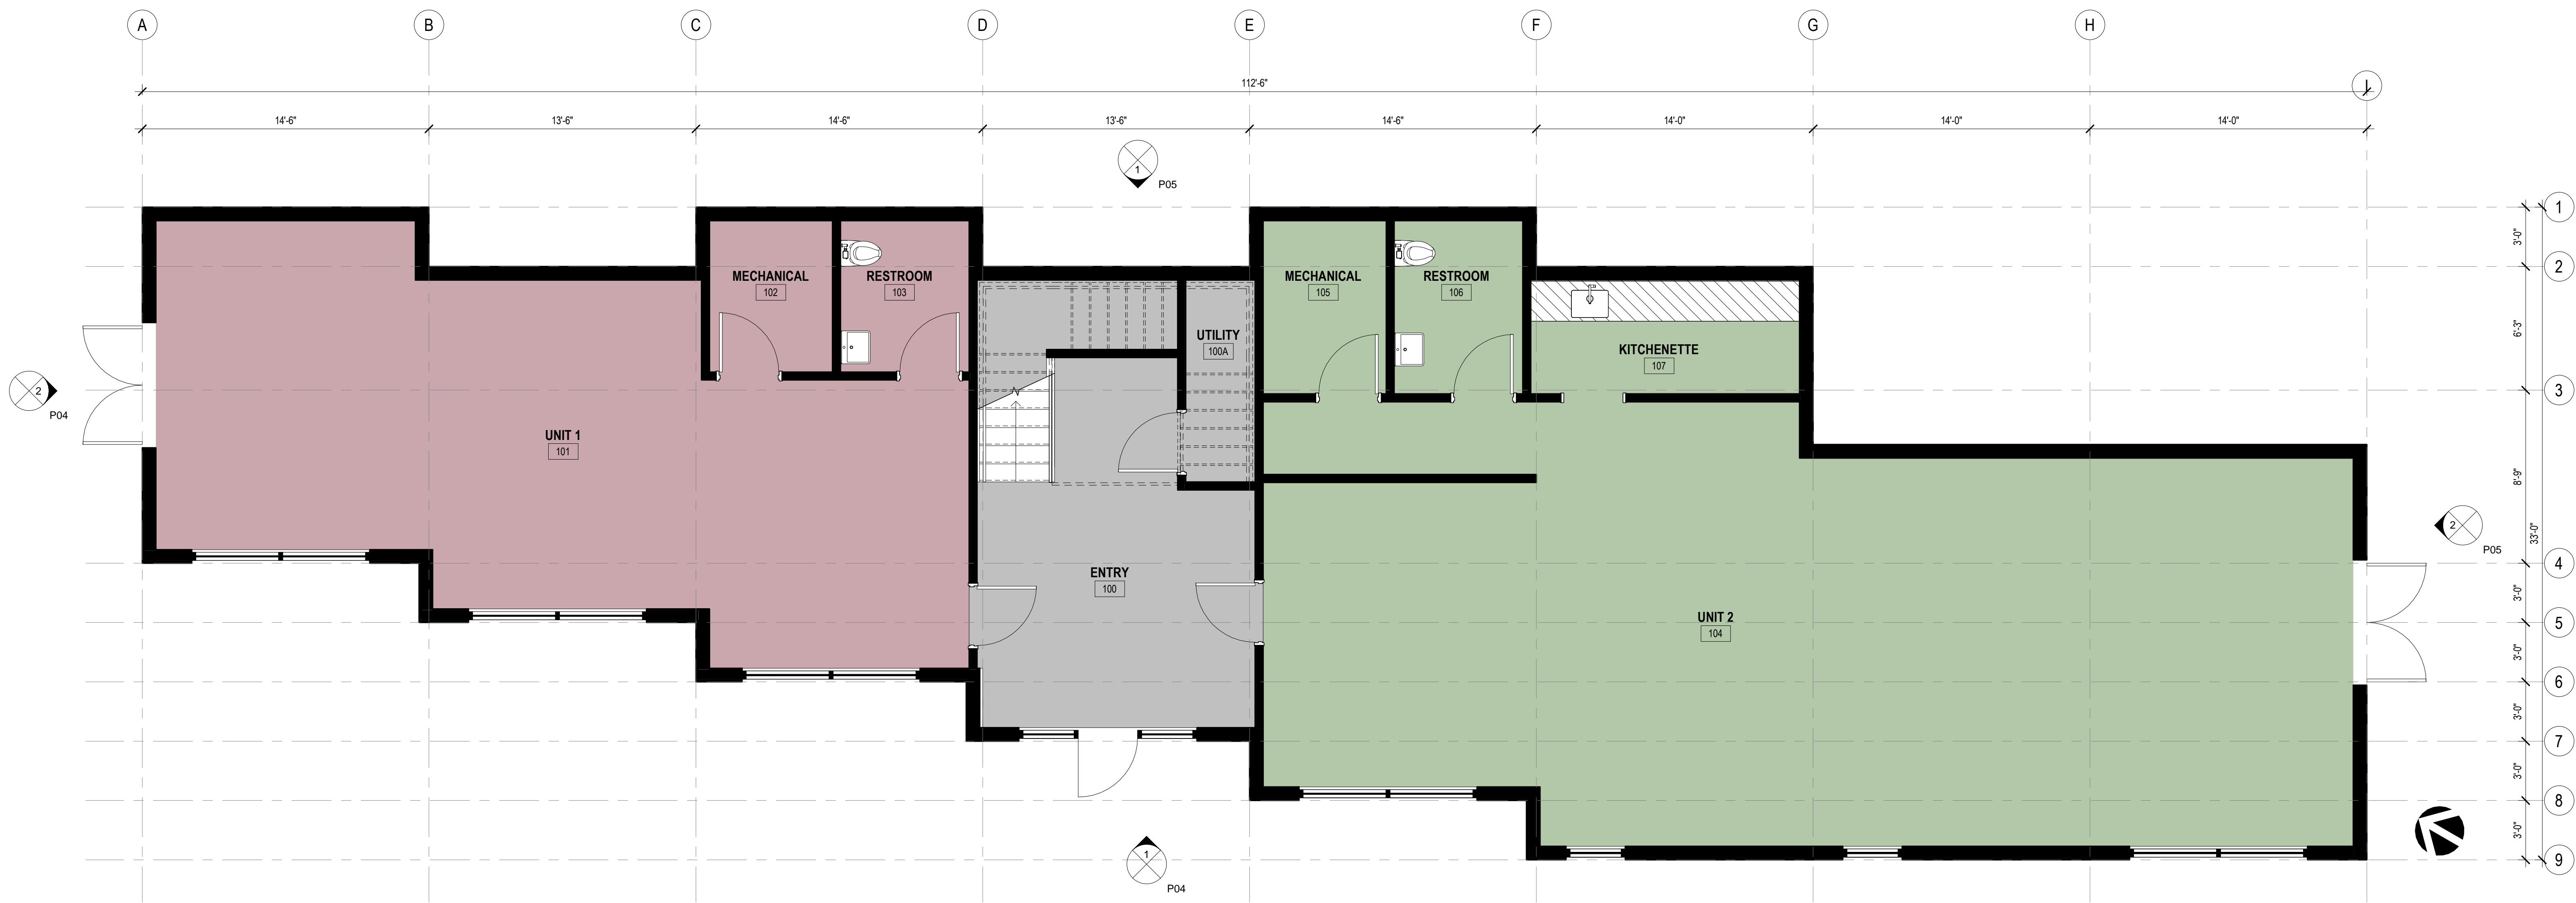 A B C D E F G H
I
112'-6"
14'-6" 13'-6" 14'-6" 13'-6" 14'-6" 14'-0" 14'-0" 14'-0"
1
P05
1
3'-0"
2
MECHANICAL
102
RESTROOM
103
MECHANICAL
105
RESTROOM
106
UTILITY
100A
KITCHENETTE
107
6'-3"
3
2
P04
UNIT 1
101
8'-9"
2
P05
33'-0"
4
ENTRY
100
3'-0"
UNIT 2
104
5
3'-0"
6
3'-0"
7
3'-0"
8
3'-0"
9
1
P04